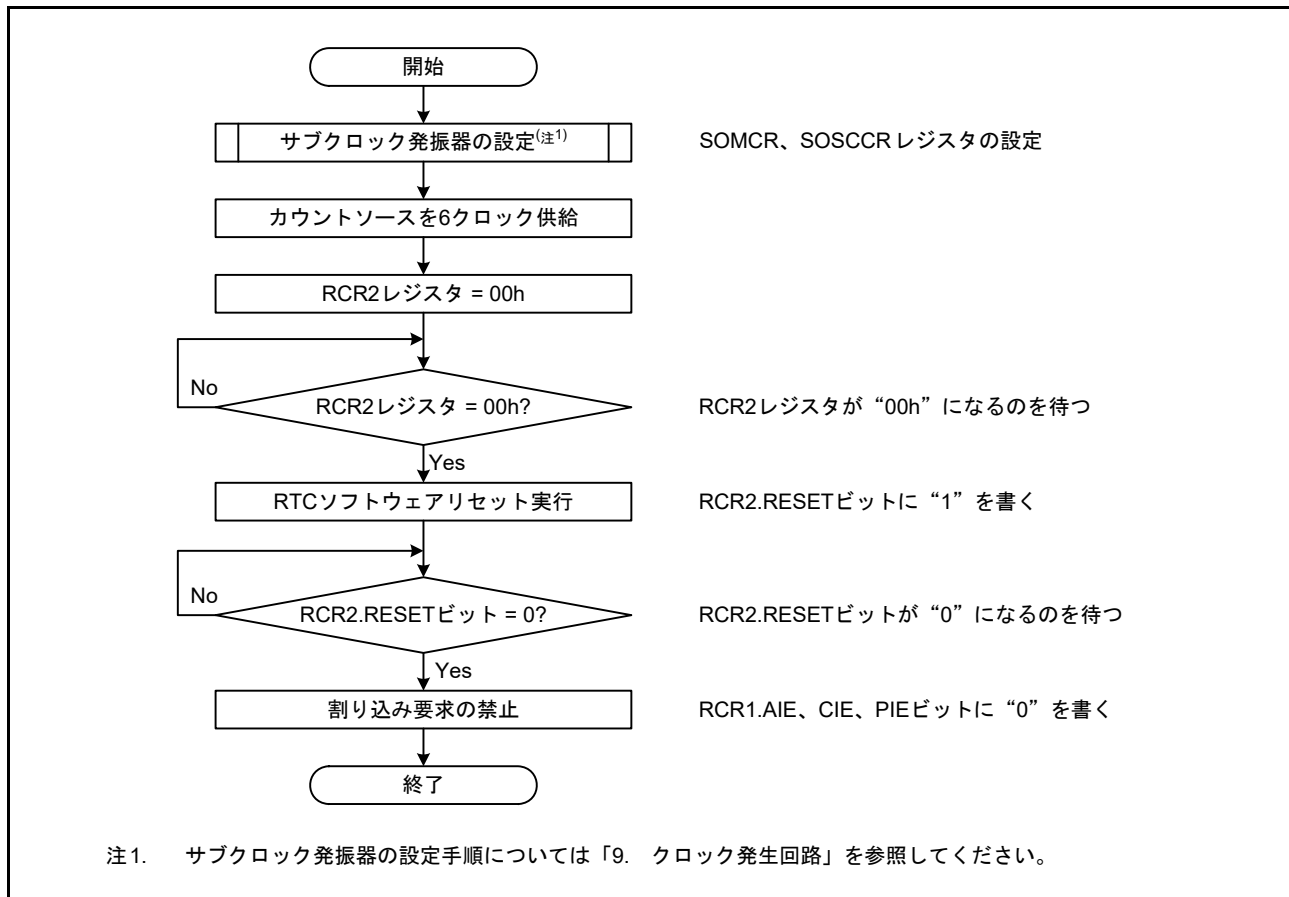 開始
サブクロック発振器の設定(注1)
SOMCR、SOSCCRレジスタの設定
カウントソースを6クロック供給
RCR2レジスタ = 00h
No
RCR2レジスタ = 00h?
RCR2レジスタが“00h”になるのを待つ
Yes
RTCソフトウェアリセット実行
RCR2.RESETビットに“1”を書く
No
RCR2.RESETビット = 0?
RCR2.RESETビットが“0”になるのを待つ
Yes
割り込み要求の禁止
RCR1.AIE、CIE、PIEビットに“0”を書く
終了
注1. サブクロック発振器の設定手順については「9. クロック発生回路」を参照してください。